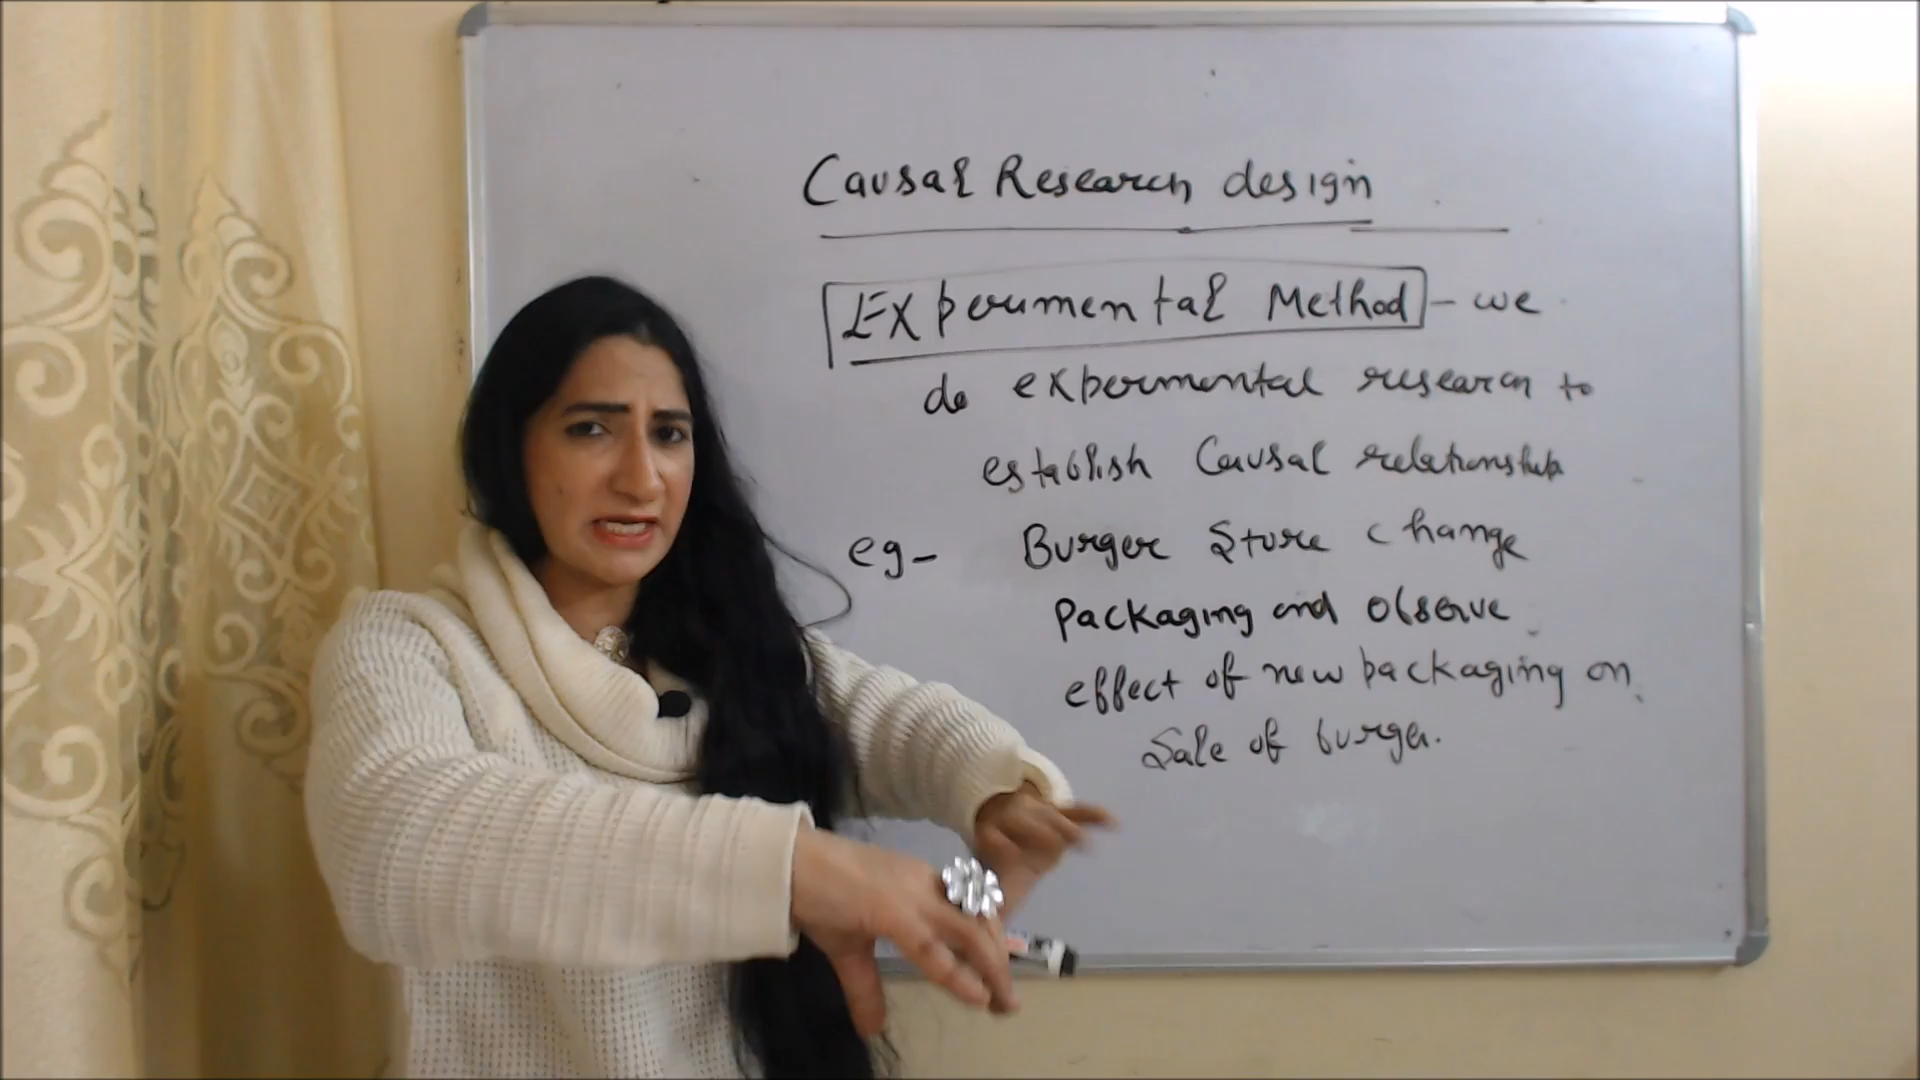 Causal Research design
Experimental Method - we
do experimental research to
establish Causal relationship
eg- Burger Store change
packaging and observe
effect of new packaging on
Sale of burger.